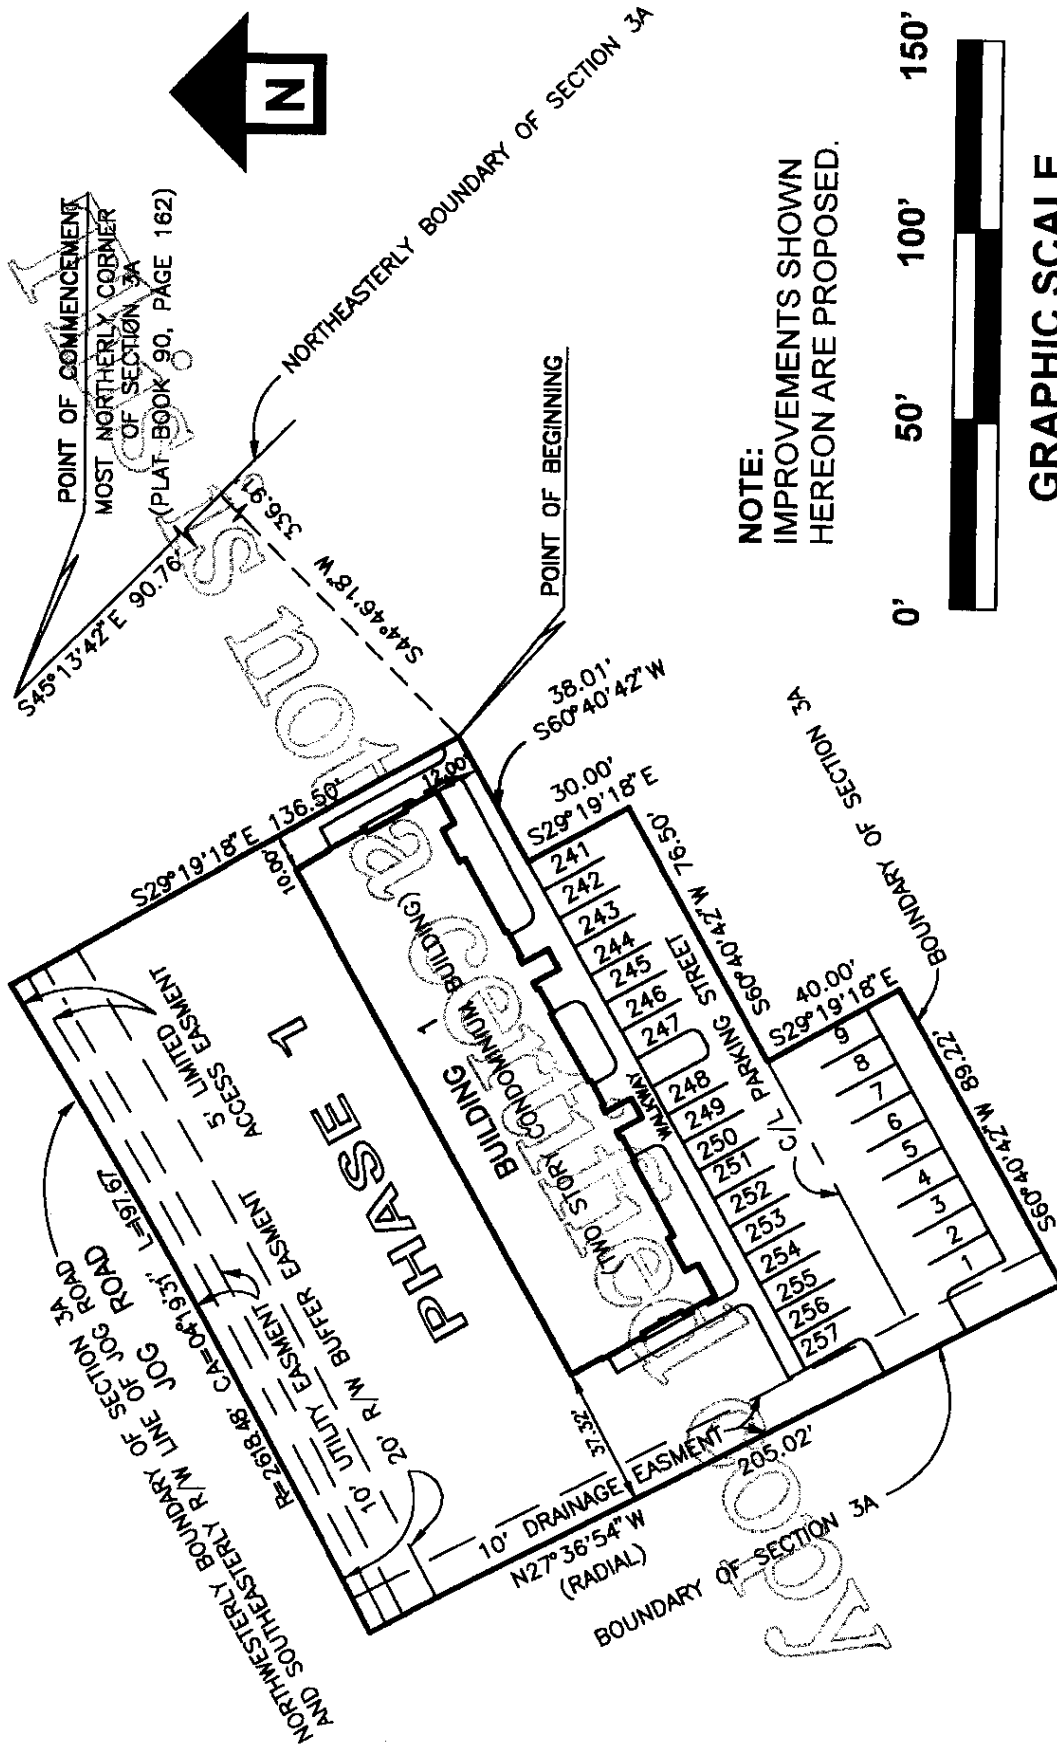 POINT OF COMMENCEMENT
MOST NORTHERLY CORNER
OF SECTION 3A
(PLAT BOOK 90, PAGE 162)
N
S45°13'42"E 90.76'
336.91'
S44°46'18"W
NORTHEASTERLY BOUNDARY OF SECTION 3A
POINT OF BEGINNING
NORTHWESTERLY BOUNDARY OF SECTION 3A
AND SOUTHEASTERLY R/W LINE OF JOG ROAD
JOG ROAD
R=2618.48' CA=04°19'31" L=497.67
5' LIMITED
ACCESS EASMENT
10' UTILITY EASMENT
20' R/W BUFFER EASMENT
S29°19'18"E 136.50'
10.00'
12.00'
PHASE 1
BUILDING 1
(TWO STORY CONDOMINIUM BUILDING)
38.01'
S60°40'42"W
30.00'
S29°19'18"E
S60°40'42"W 76.50'
40.00'
S29°19'18"E
BOUNDARY OF SECTION 3A
S60°40'42"W 89.22'
WALKWAY
C/L PARKING STREET
241
242
243
244
245
246
247
248
249
250
251
252
253
254
255
256
257
9
8
7
6
5
4
3
2
1
37.32'
10' DRAINAGE EASMENT
N27°36'54"W
(RADIAL)
205.02'
BOUNDARY OF SECTION 3A
NOTE:
IMPROVEMENTS SHOWN
HEREON ARE PROPOSED.
0' 50' 100' 150'
GRAPHIC SCALE
This is not a certified copy